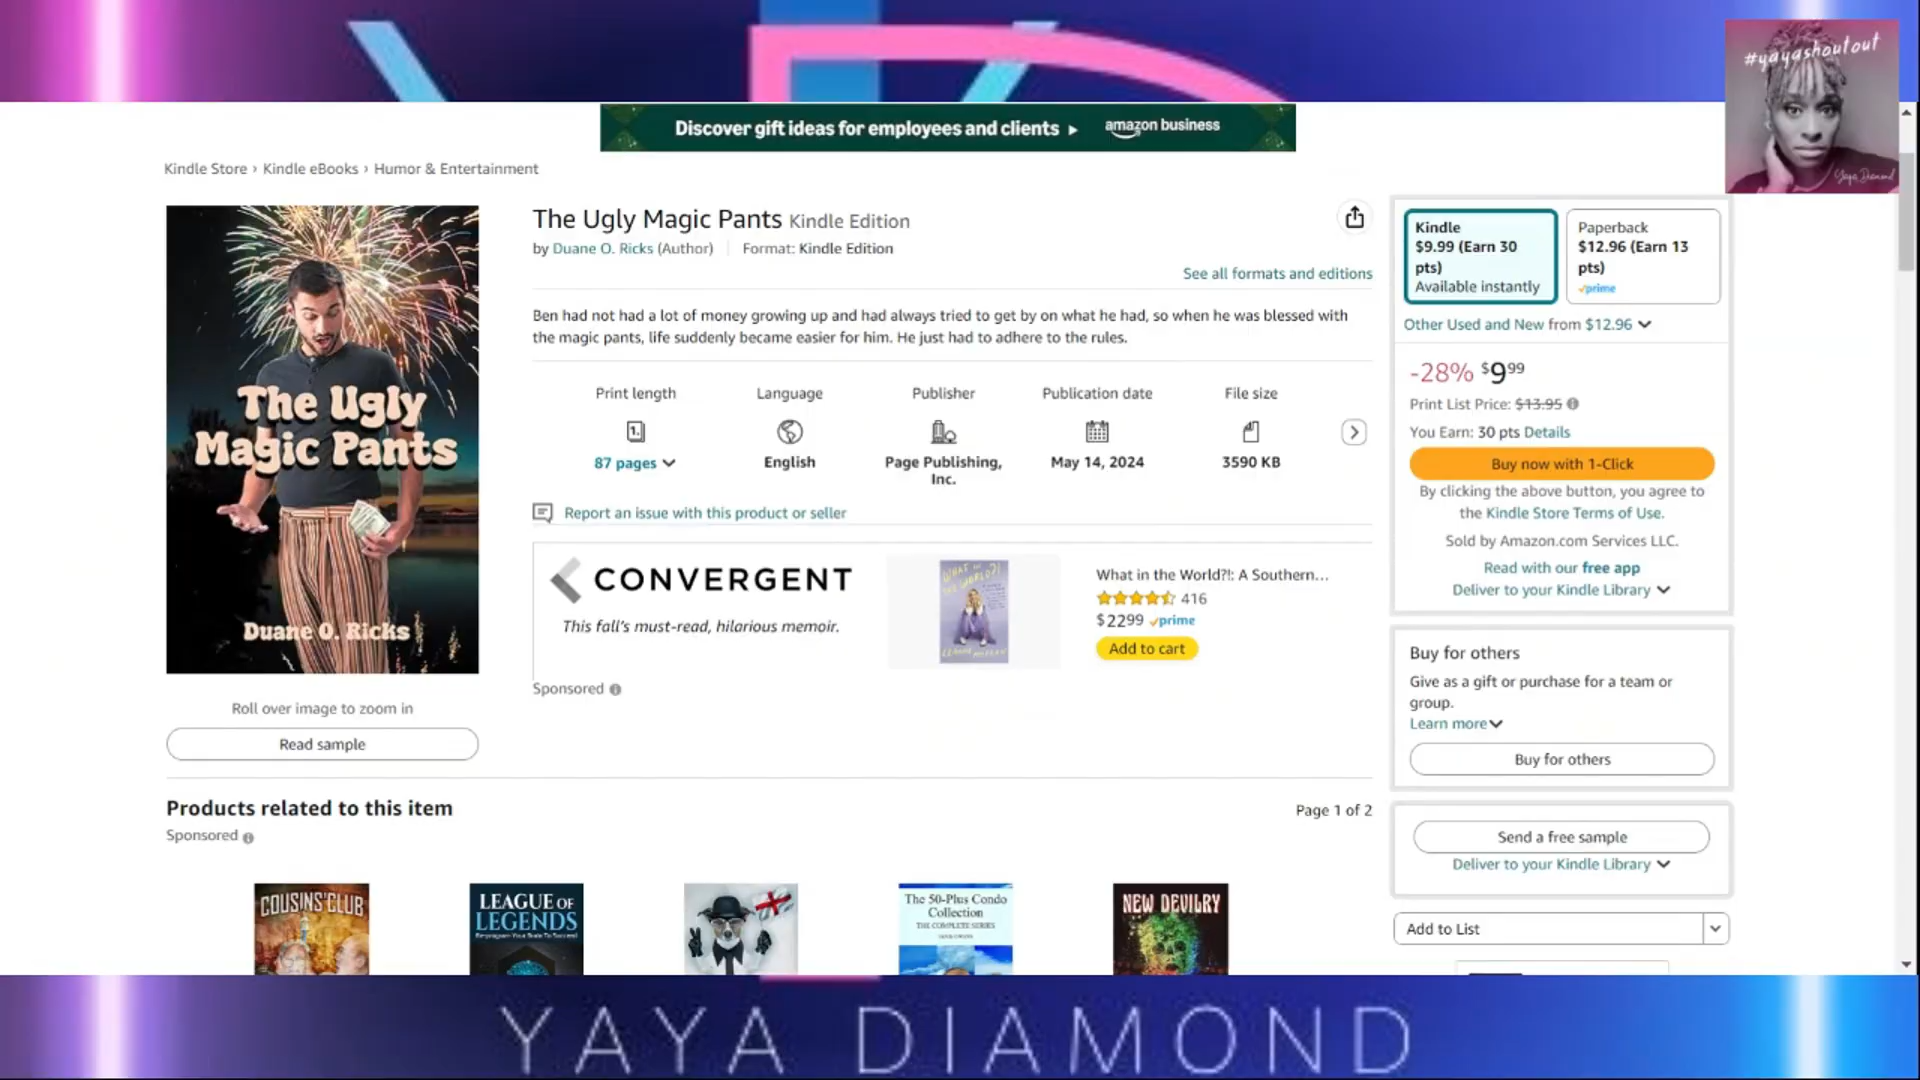 #yayashoutout
Yaya Diamond
Discover gift ideas for employees and clients ▸ amazon business
Kindle Store › Kindle eBooks › Humor & Entertainment
The Ugly
Magic Pants
Duane O. Ricks
Roll over image to zoom in
Read sample
The Ugly Magic Pants Kindle Edition
by Duane O. Ricks (Author) Format: Kindle Edition
See all formats and editions
Ben had not had a lot of money growing up and had always tried to get by on what he had, so when he was blessed with
the magic pants, life suddenly became easier for him. He just had to adhere to the rules.
Print length Language Publisher Publication date File size
87 pages English Page Publishing, May 14, 2024 3590 KB
Inc.
Report an issue with this product or seller
CONVERGENT
This fall's must-read, hilarious memoir.
WHAT IN
THE WORLD?!
What in the World?!: A Southern...
416
$2299 prime
Add to cart
Sponsored
Kindle
$9.99 (Earn 30
pts)
Available instantly
Paperback
$12.96 (Earn 13
pts)
prime
Other Used and New from $12.96
-28% $9.99
Print List Price: $13.95
You Earn: 30 pts Details
Buy now with 1-Click
By clicking the above button, you agree to
the Kindle Store Terms of Use.
Sold by Amazon.com Services LLC.
Read with our free app
Deliver to your Kindle Library
Buy for others
Give as a gift or purchase for a team or
group.
Learn more
Buy for others
Send a free sample
Deliver to your Kindle Library
Add to List
Products related to this item Page 1 of 2
Sponsored
COUSINS' CLUB
LEAGUE OF
LEGENDS
The 50-Plus Condo
Collection
THE COMPLETE SERIES
NEW DEVILRY
YAYA DIAMOND